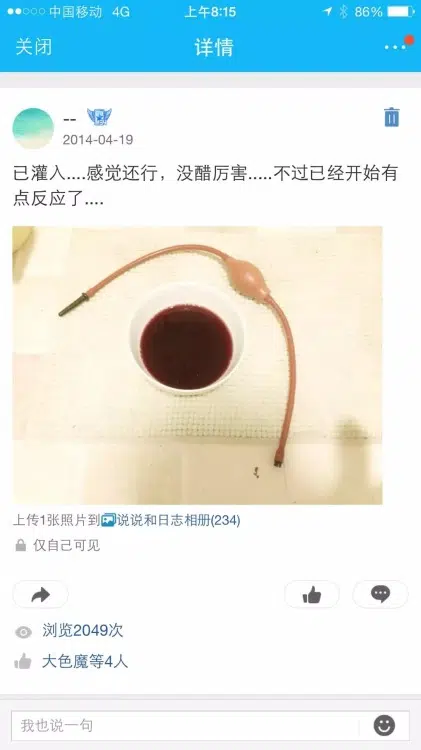 中国移动 4G 上午8:15 86%
关闭 详情
--
2014-04-19
已灌入....感觉还行，没醋厉害.....不过已经开始有
点反应了....
上传1张照片到说说和日志相册(234)
仅自己可见
浏览2049次
大色魔等4人
我也说一句